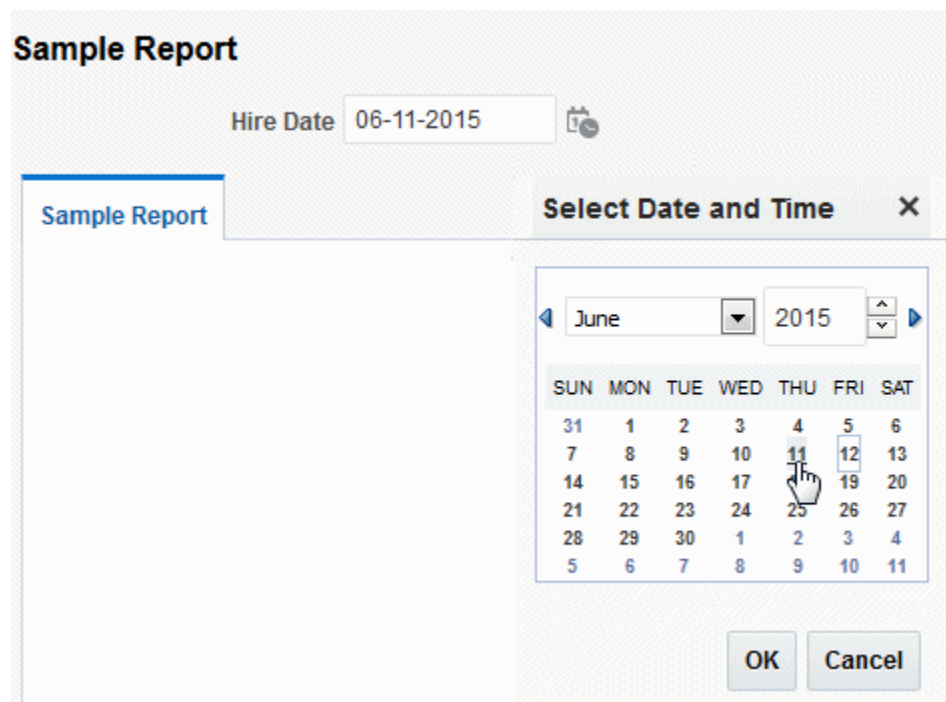 Sample Report
Hire Date 06-11-2015
Sample Report
Select Date and Time
June 2015
SUN MON TUE WED THU FRI SAT
31 1 2 3 4 5 6
7 8 9 10 11 12 13
14 15 16 17 19 20
21 22 23 24 25 26 27
28 29 30 1 2 3 4
5 6 7 8 9 10 11
OK Cancel